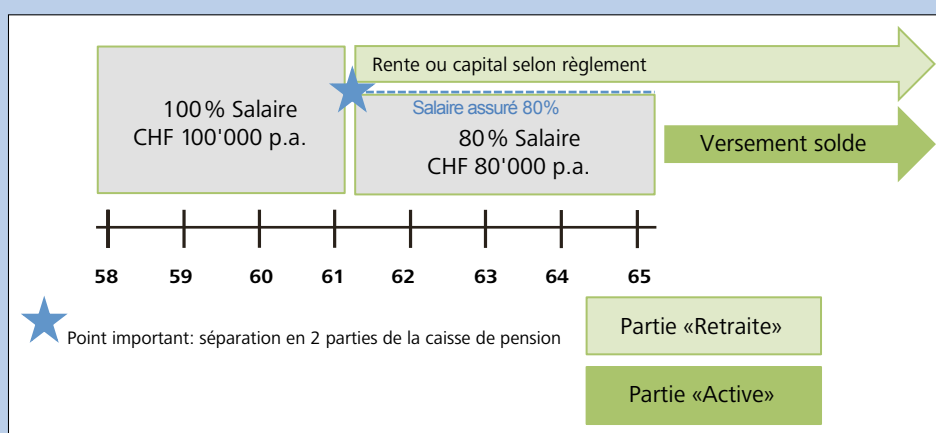 Rente ou capital selon règlement
100% Salaire
CHF 100'000 p.a.
Salaire assuré 80%
80% Salaire
CHF 80'000 p.a.
Versement solde
58 59 60 61 62 63 64 65
Point important: séparation en 2 parties de la caisse de pension
Partie «Retraite»
Partie «Active»